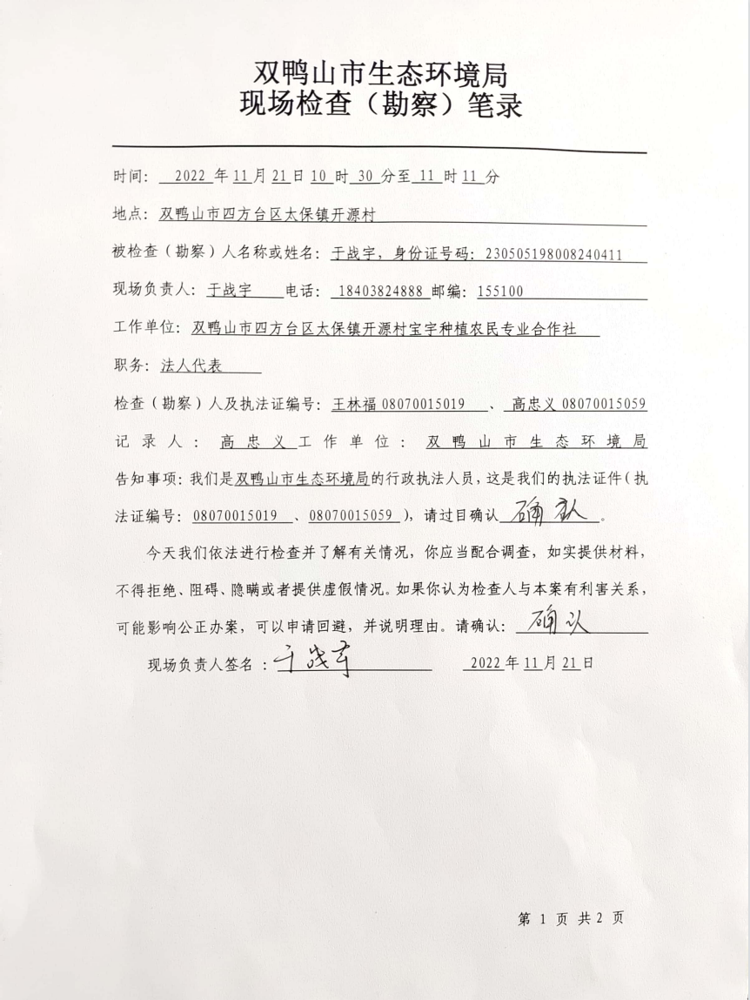 双鸭山市生态环境局
现场检查（勘察）笔录
时间： 2022 年 11 月 21 日 10 时 30 分至 11 时 11 分
地点：双鸭山市四方台区太保镇开源村
被检查（勘察）人名称或姓名：于战宇，身份证号码：230505198008240411
现场负责人：于战宇 电话： 18403824888 邮编：155100
工作单位：双鸭山市四方台区太保镇开源村宝宇种植农民专业合作社
职务：法人代表
检查（勘察）人及执法证编号：王林福 08070015019 、 高忠义 08070015059
记录人：高忠义工作单位：双鸭山市生态环境局
告知事项：我们是双鸭山市生态环境局的行政执法人员，这是我们的执法证件（执
法证编号：08070015019 、08070015059 ），请过目确认 确认 。
今天我们依法进行检查并了解有关情况，你应当配合调查，如实提供材料，
不得拒绝、阻碍、隐瞒或者提供虚假情况。如果你认为检查人与本案有利害关系，
可能影响公正办案，可以申请回避，并说明理由。请确认： 确认
现场负责人签名：于战宇 2022 年 11 月 21 日
第 1 页 共 2 页